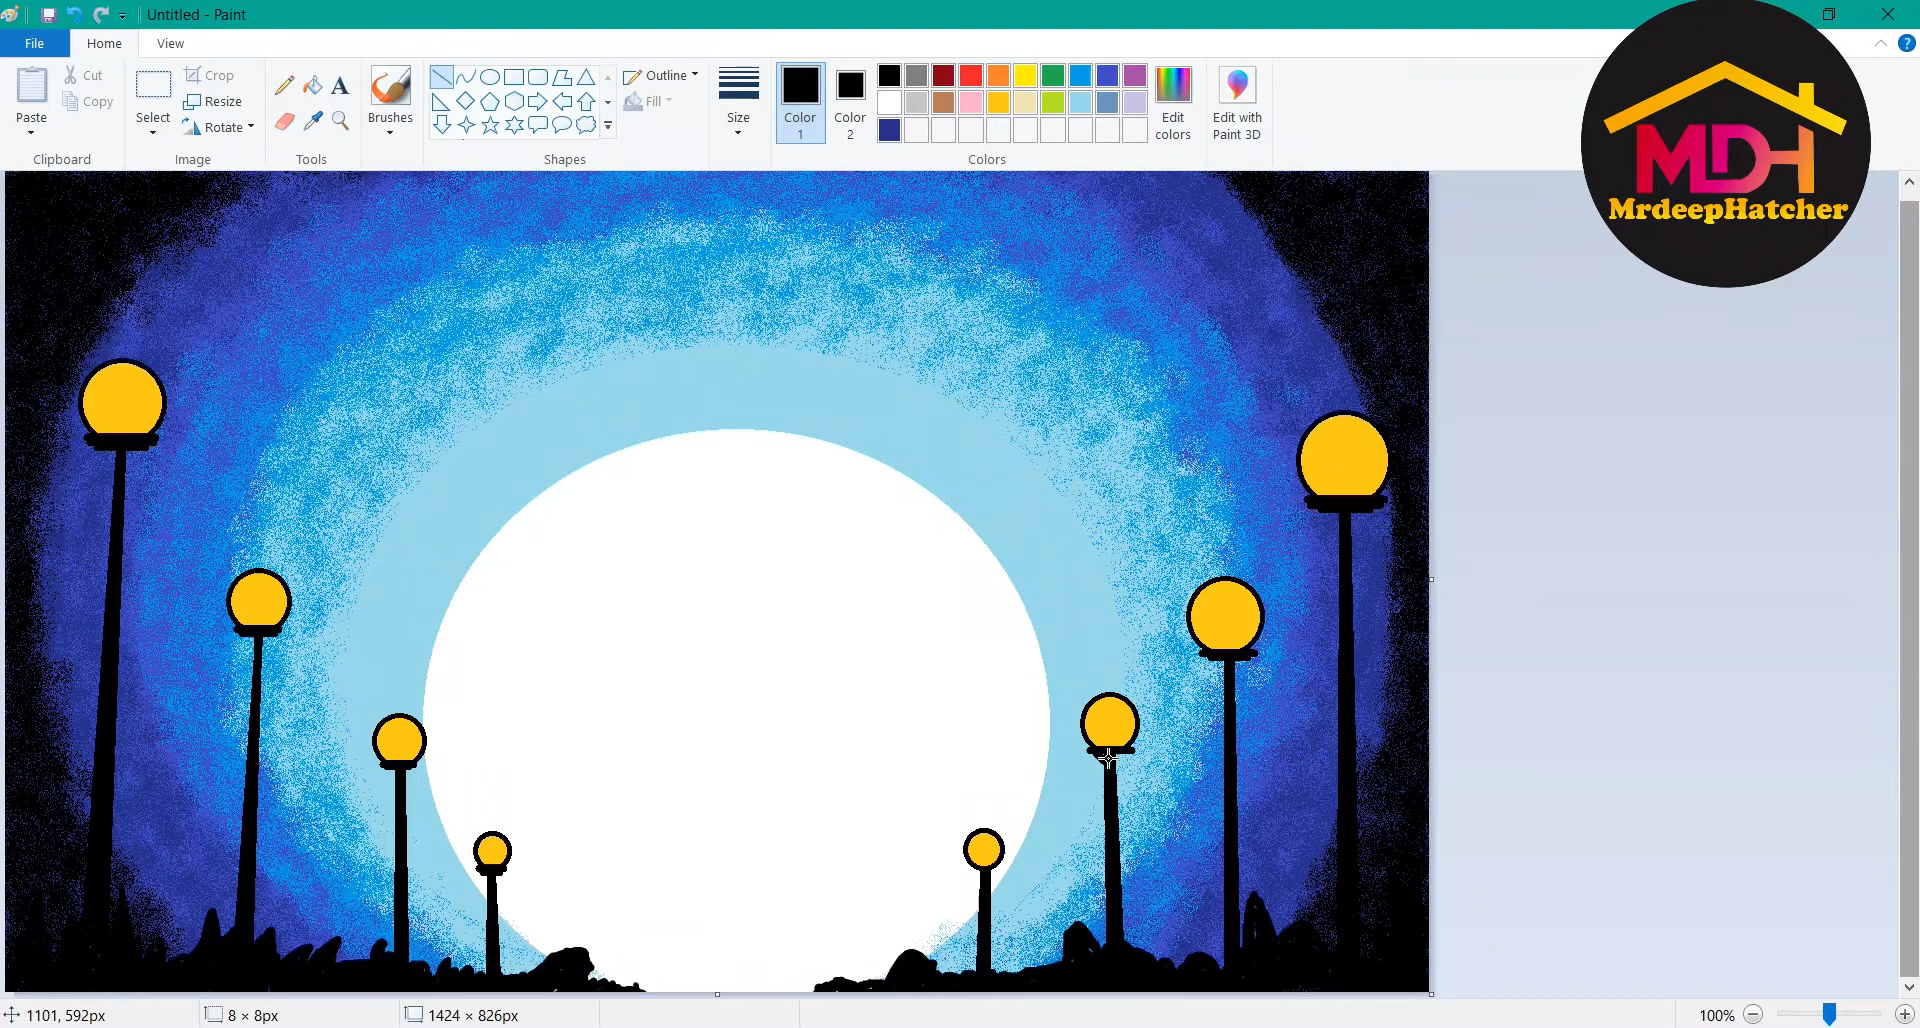 Untitled - Paint
File Home View
Paste
Cut
Copy
Clipboard
Select
Crop
Resize
Rotate
Image
A
Tools
Brushes
Shapes
Outline
Fill
Size
Color 1
Color 2
Colors
Edit colors
Edit with Paint 3D
?
MDH
MrdeepHatcher
1101, 592px
8 × 8px
1424 × 826px
100%